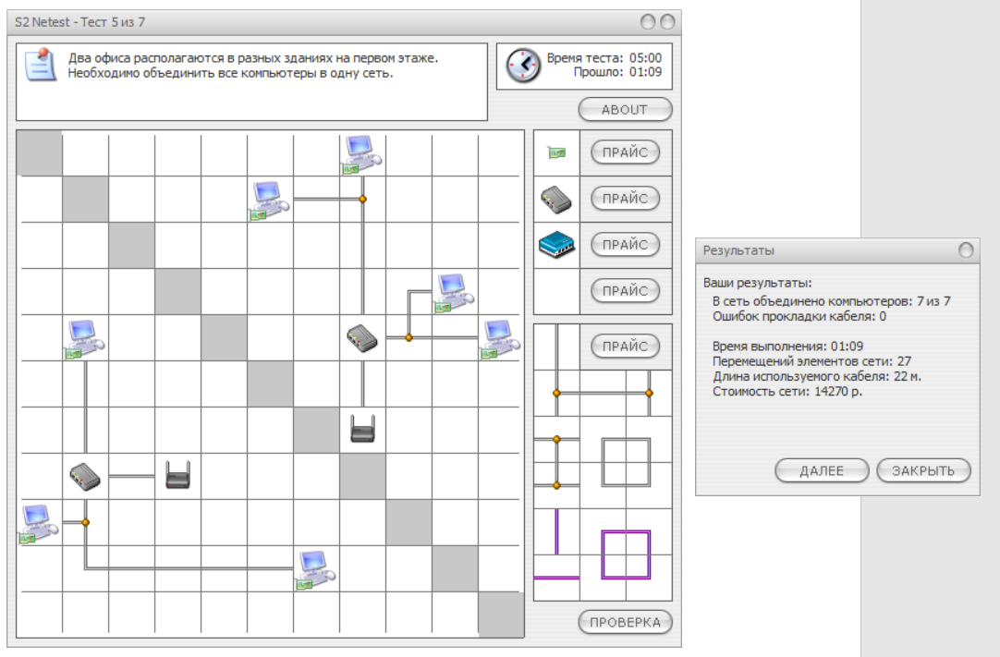 S2 Netest - Тест 5 из 7
Два офиса располагаются в разных зданиях на первом этаже.
Необходимо объединить все компьютеры в одну сеть.
Время теста: 05:00
Прошло: 01:09
ABOUT
ПРАЙС
ПРАЙС
ПРАЙС
ПРАЙС
ПРАЙС
ПРОВЕРКА
Результаты
Ваши результаты:
В сеть объединено компьютеров: 7 из 7
Ошибок прокладки кабеля: 0
Время выполнения: 01:09
Перемещений элементов сети: 27
Длина используемого кабеля: 22 м.
Стоимость сети: 14270 р.
ДАЛЕЕ
ЗАКРЫТЬ